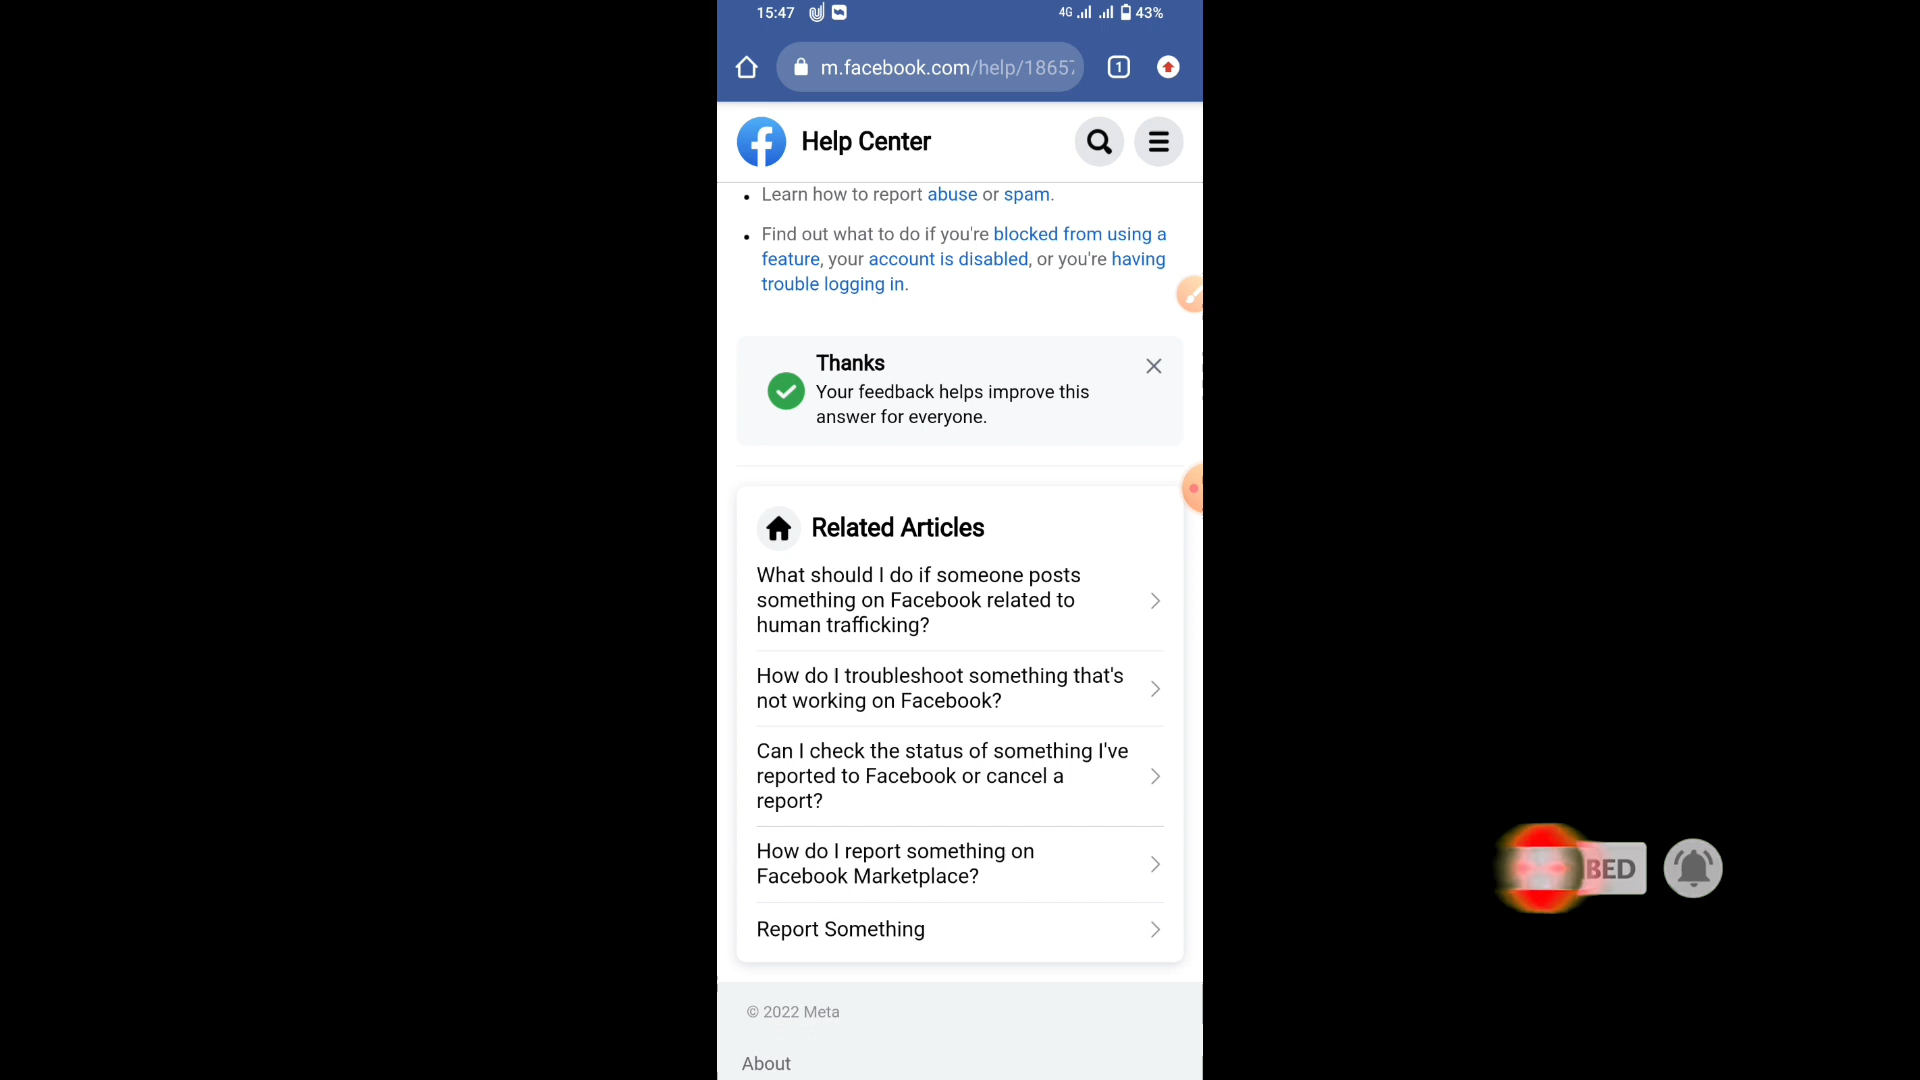 15:47
4G
43%
m.facebook.com/help/1865
1
Help Center
Learn how to report abuse or spam.
Find out what to do if you're blocked from using a
feature, your account is disabled, or you're having
trouble logging in.
Thanks
Your feedback helps improve this
answer for everyone.
Related Articles
What should I do if someone posts
something on Facebook related to
human trafficking?
How do I troubleshoot something that's
not working on Facebook?
Can I check the status of something I've
reported to Facebook or cancel a
report?
How do I report something on
Facebook Marketplace?
Report Something
BED
© 2022 Meta
About